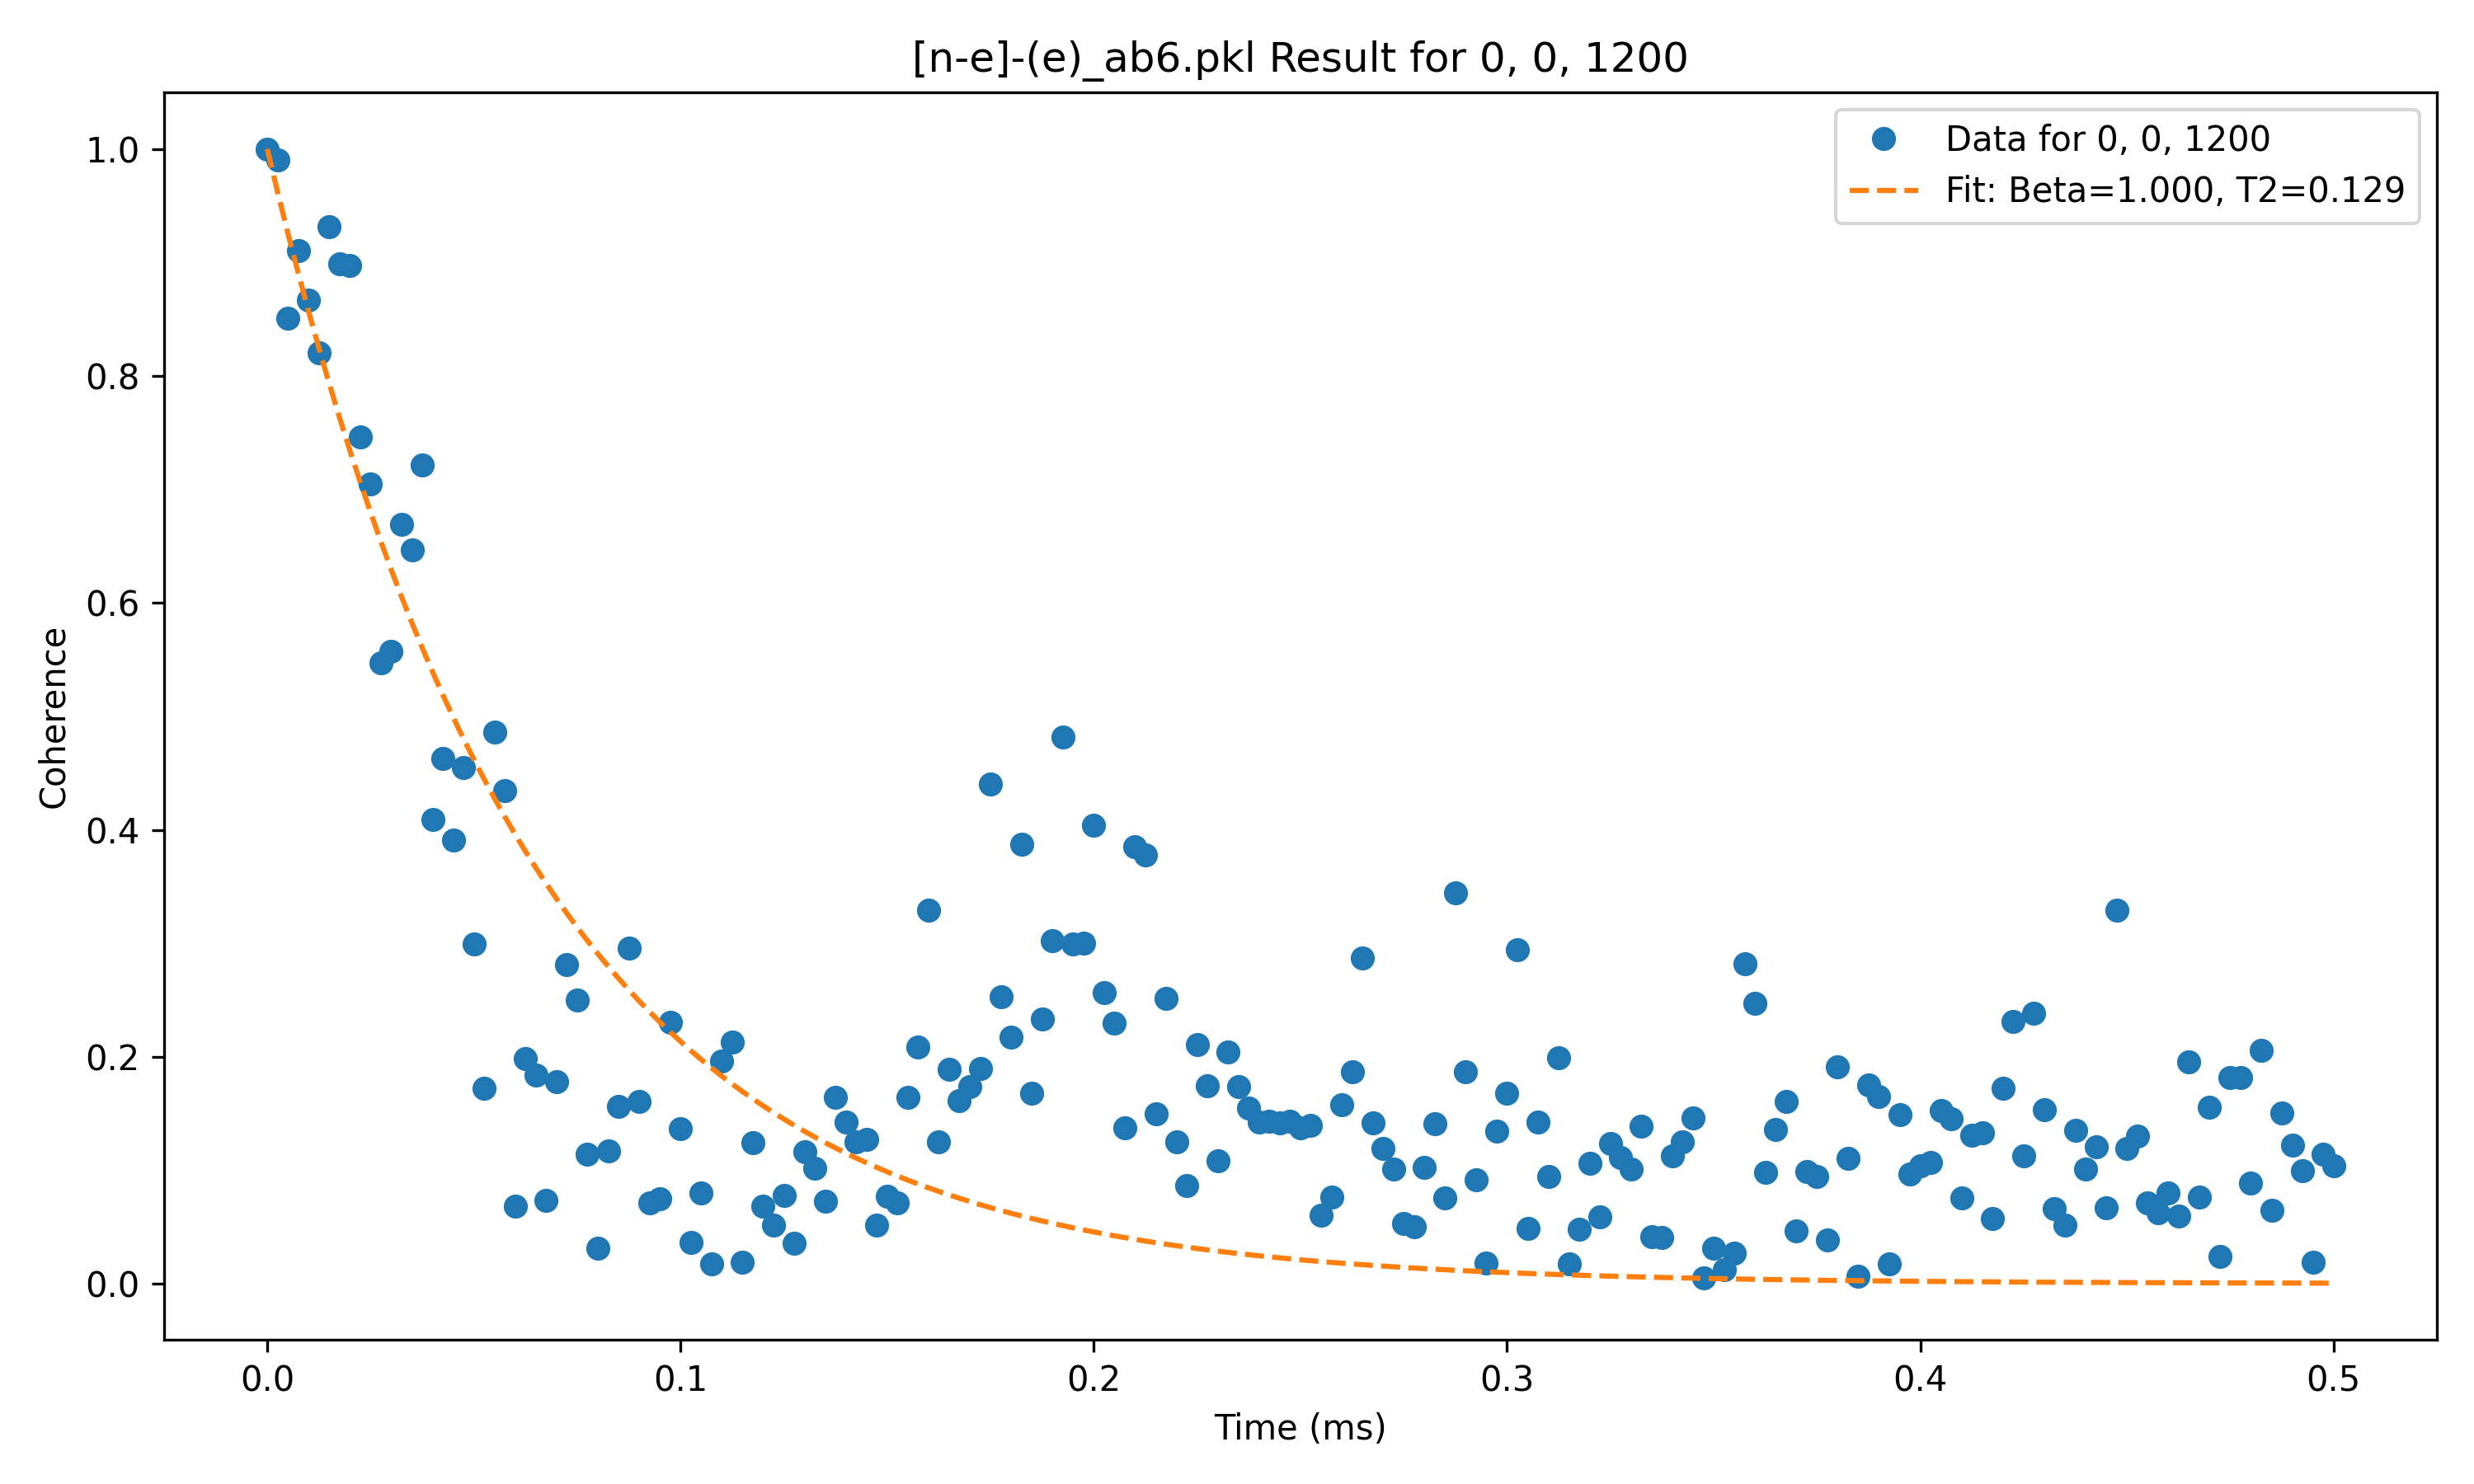 [n-e]-(e)_ab6.pkl Result for 0, 0, 1200
Data for 0, 0, 1200
Fit: Beta=1.000, T2=0.129
Coherence
1.0
0.8
0.6
0.4
0.2
0.0
0.0 0.1 0.2 0.3 0.4 0.5
Time (ms)